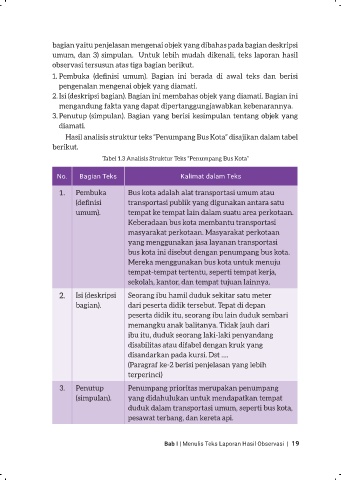 bagian yaitu penjelasan mengenai objek yang dibahas pada bagian deskripsi
umum, dan 3) simpulan. Untuk lebih mudah dikenali, teks laporan hasil
observasi tersusun atas tiga bagian berikut.
1. Pembuka (definisi umum). Bagian ini berada di awal teks dan berisi
pengenalan mengenai objek yang diamati.
2. Isi (deskripsi bagian). Bagian ini membahas objek yang diamati. Bagian ini
mengandung fakta yang dapat dipertanggungjawabkan kebenarannya.
3. Penutup (simpulan). Bagian yang berisi kesimpulan tentang objek yang
diamati.
Hasil analisis struktur teks "Penumpang Bus Kota" disajikan dalam tabel
berikut.
Tabel 1.3 Analisis Struktur Teks "Penumpang Bus Kota"
No. Bagian Teks Kalimat dalam Teks
1. Pembuka Bus kota adalah alat transportasi umum atau
(definisi transportasi publik yang digunakan antara satu
umum). tempat ke tempat lain dalam suatu area perkotaan.
Keberadaan bus kota membantu transportasi
masyarakat perkotaan. Masyarakat perkotaan
yang menggunakan jasa layanan transportasi
bus kota ini disebut dengan penumpang bus kota.
Mereka menggunakan bus kota untuk menuju
tempat-tempat tertentu, seperti tempat kerja,
sekolah, kantor, dan tempat tujuan lainnya.
2. Isi (deskripsi Seorang ibu hamil duduk sekitar satu meter
bagian). dari peserta didik tersebut. Tepat di depan
peserta didik itu, seorang ibu lain duduk sembari
memangku anak balitanya. Tidak jauh dari
ibu itu, duduk seorang laki-laki penyandang
disabilitas atau difabel dengan kruk yang
disandarkan pada kursi. Dst ....
(Paragraf ke-2 berisi penjelasan yang lebih
terperinci)
3. Penutup Penumpang prioritas merupakan penumpang
(simpulan). yang didahulukan untuk mendapatkan tempat
duduk dalam transportasi umum, seperti bus kota,
pesawat terbang, dan kereta api.
Bab I | Menulis Teks Laporan Hasil Observasi | 19